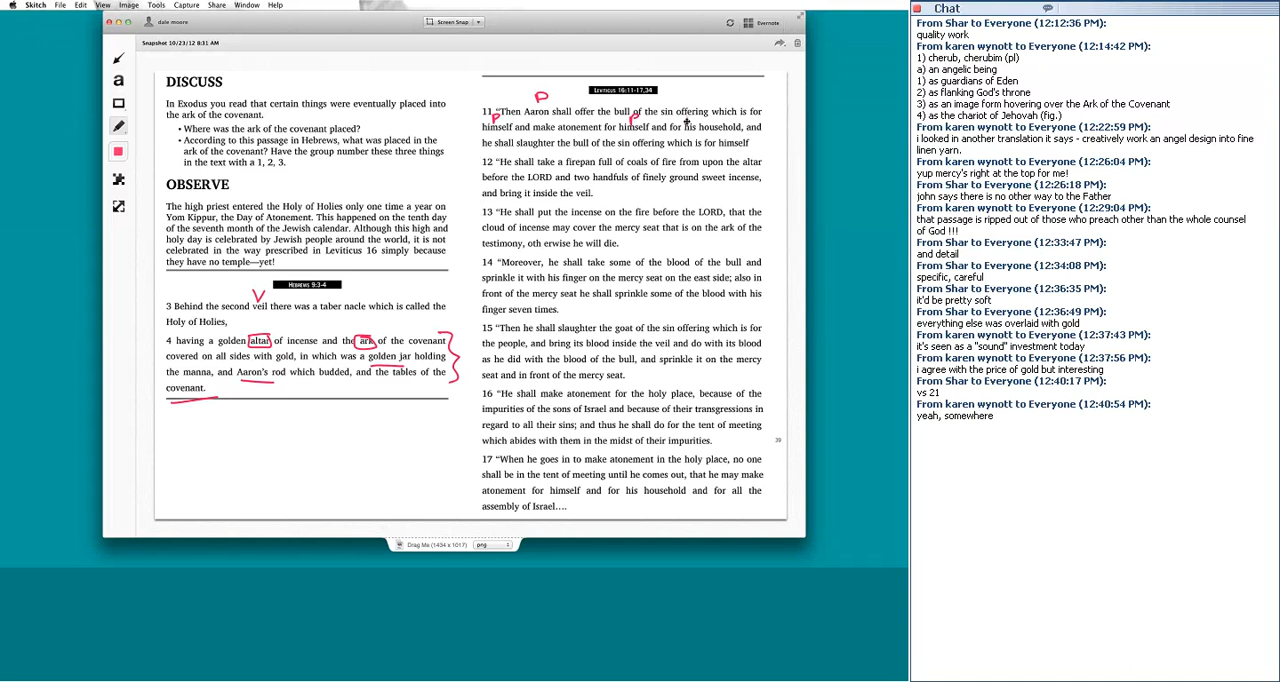 Skitch File Edit View Image Tools Capture Share Window Help
dale moore
Screen Snap
Evernote
Snapshot 10/23/12 8:31 AM
a
DISCUSS
In Exodus you read that certain things were eventually placed into
the ark of the covenant.
• Where was the ark of the covenant placed?
• According to this passage in Hebrews, what was placed in the
ark of the covenant? Have the group number these three things
in the text with a 1, 2, 3.
OBSERVE
The high priest entered the Holy of Holies only one time a year on
Yom Kippur, the Day of Atonement. This happened on the tenth day
of the seventh month of the Jewish calendar. Although this high and
holy day is celebrated by Jewish people around the world, it is not
celebrated in the way prescribed in Leviticus 16 simply because
they have no temple—yet!
Hebrews 9:3-4
V
3 Behind the second veil there was a taber nacle which is called the
Holy of Holies,
4 having a golden altar of incense and the ark of the covenant
covered on all sides with gold, in which was a golden jar holding
the manna, and Aaron's rod which budded, and the tables of the
covenant.
Leviticus 16:11-17,34
P
11 "Then Aaron shall offer the bull of the sin offering which is for
P P
himself and make atonement for himself and for his household, and
he shall slaughter the bull of the sin offering which is for himself
12 "He shall take a firepan full of coals of fire from upon the altar
before the LORD and two handfuls of finely ground sweet incense,
and bring it inside the veil.
13 "He shall put the incense on the fire before the LORD, that the
cloud of incense may cover the mercy seat that is on the ark of the
testimony, oth erwise he will die.
14 "Moreover, he shall take some of the blood of the bull and
sprinkle it with his finger on the mercy seat on the east side; also in
front of the mercy seat he shall sprinkle some of the blood with his
finger seven times.
15 "Then he shall slaughter the goat of the sin offering which is for
the people, and bring its blood inside the veil and do with its blood
as he did with the blood of the bull, and sprinkle it on the mercy
seat and in front of the mercy seat.
16 "He shall make atonement for the holy place, because of the
impurities of the sons of Israel and because of their transgressions in
regard to all their sins; and thus he shall do for the tent of meeting
which abides with them in the midst of their impurities.
39
17 "When he goes in to make atonement in the holy place, no one
shall be in the tent of meeting until he comes out, that he may make
atonement for himself and for his household and for all the
assembly of Israel….
Drag Me (1434 x 1017) png
Chat
From Shar to Everyone (12:12:36 PM):
quality work
From karen wynott to Everyone (12:14:42 PM):
1) cherub, cherubim (pl)
a) an angelic being
1) as guardians of Eden
2) as flanking God's throne
3) as an image form hovering over the Ark of the Covenant
4) as the chariot of Jehovah (fig.)
From karen wynott to Everyone (12:22:59 PM):
i looked in another translation it says - creatively work an angel design into fine
linen yarn.
From Shar to Everyone (12:26:04 PM):
yup mercy's right at the top for me!
From Shar to Everyone (12:26:18 PM):
john says there is no other way to the Father
From Shar to Everyone (12:29:04 PM):
that passage is ripped out of those who preach other than the whole counsel
of God !!!
From karen wynott to Everyone (12:33:47 PM):
and detail
From Shar to Everyone (12:34:08 PM):
specific, careful
From Shar to Everyone (12:36:35 PM):
it'd be pretty soft
From Shar to Everyone (12:36:49 PM):
everything else was overlaid with gold
From karen wynott to Everyone (12:37:43 PM):
it's seen as a "sound" investment today
From Shar to Everyone (12:37:56 PM):
i agree with the price of gold but interesting
From Shar to Everyone (12:40:17 PM):
vs 21
From karen wynott to Everyone (12:40:54 PM):
yeah, somewhere